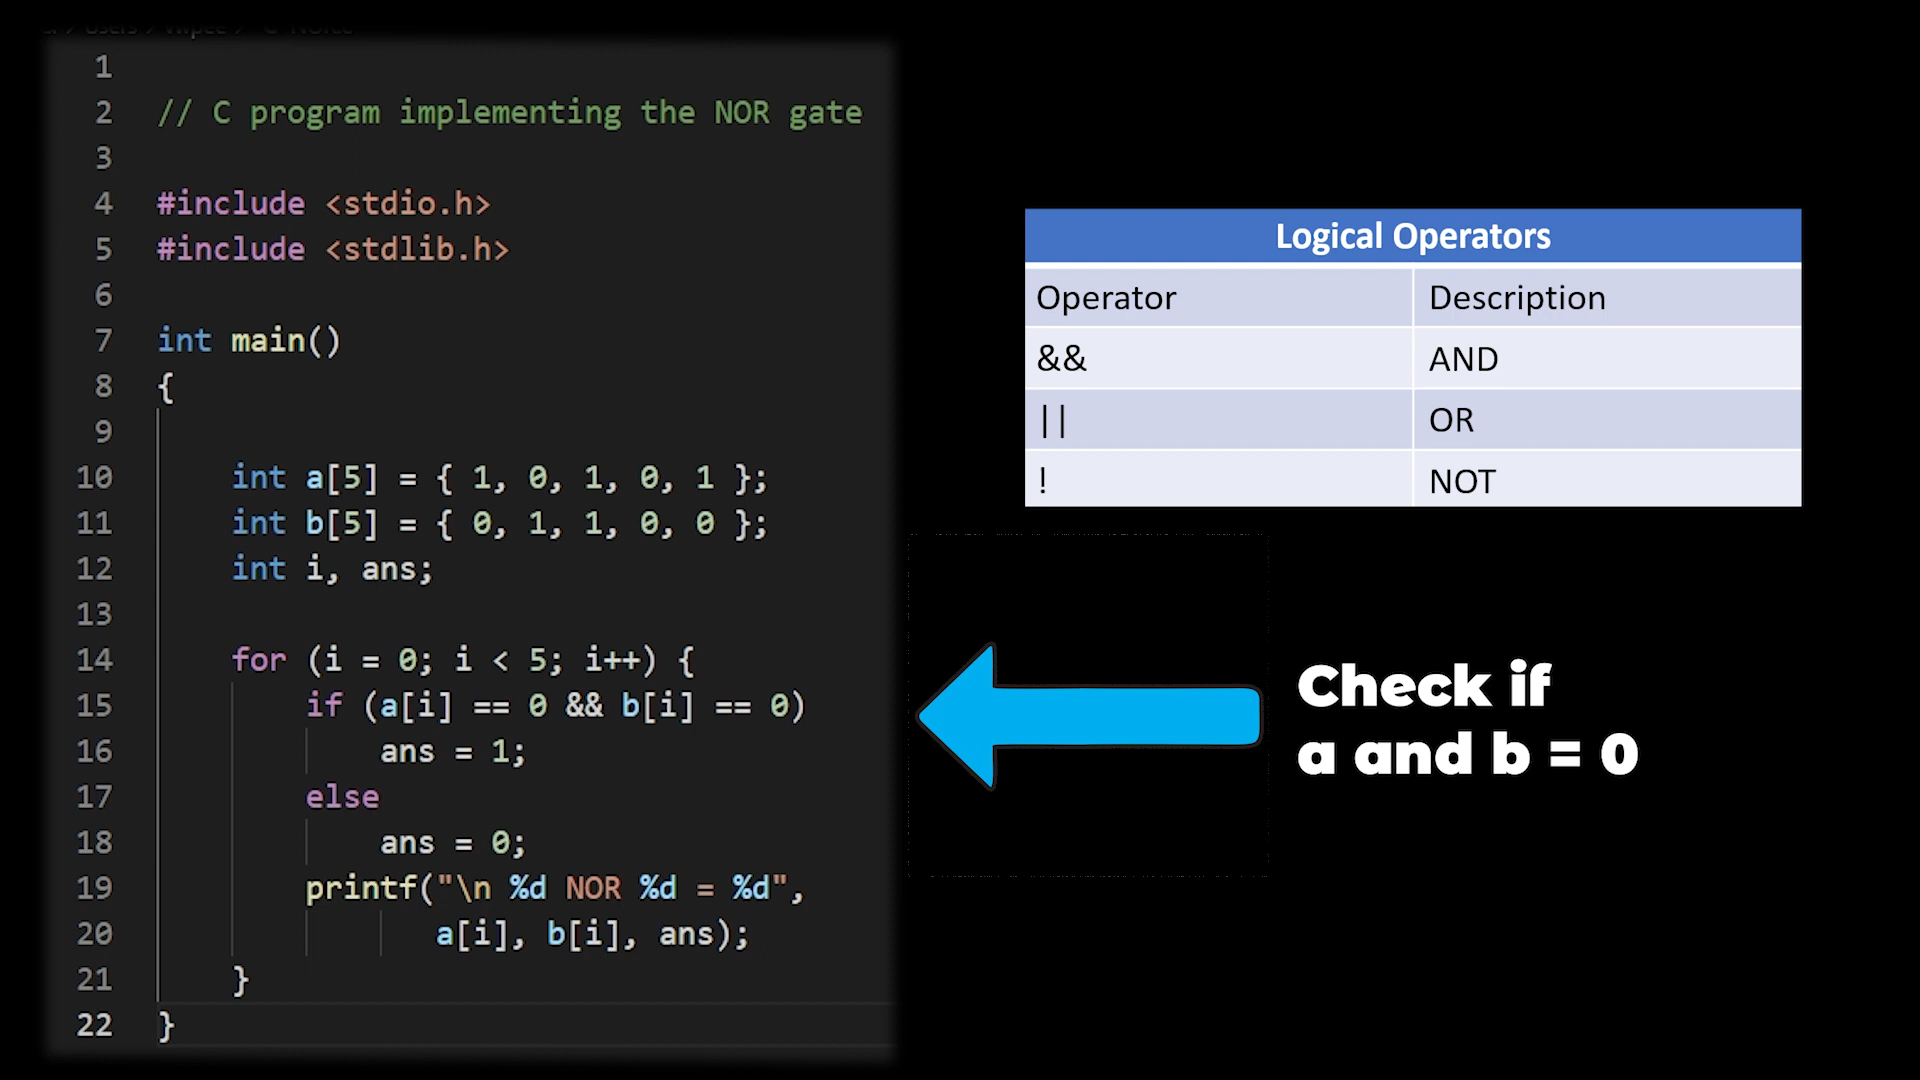 1
2 // C program implementing the NOR gate
3
4 #include <stdio.h>
5 #include <stdlib.h>
6
7 int main()
8 {
9
10 int a[5] = { 1, 0, 1, 0, 1 };
11 int b[5] = { 0, 1, 1, 0, 0 };
12 int i, ans;
13
14 for (i = 0; i < 5; i++) {
15 if (a[i] == 0 && b[i] == 0)
16 ans = 1;
17 else
18 ans = 0;
19 printf("\n %d NOR %d = %d",
20 a[i], b[i], ans);
21 }
22 }
Logical Operators
Operator Description
&& AND
|| OR
! NOT
Check if
a and b = 0